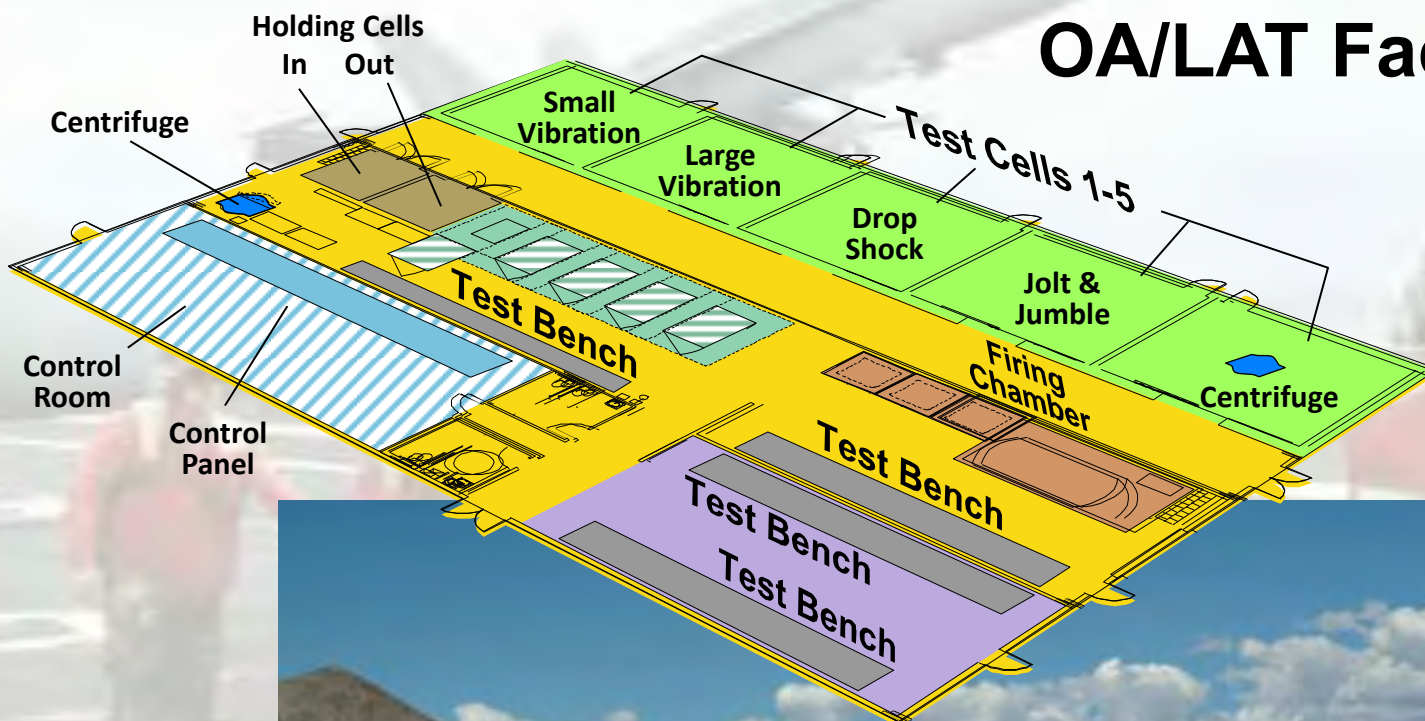 OA/LAT Fac
Holding Cells
In Out
Centrifuge
Small
Vibration
Large
Vibration
Test Cells 1-5
Drop
Shock
Jolt &
Jumble
Centrifuge
Firing
Chamber
Test Bench
Control
Room
Control
Panel
Test Bench
Test Bench
Test Bench